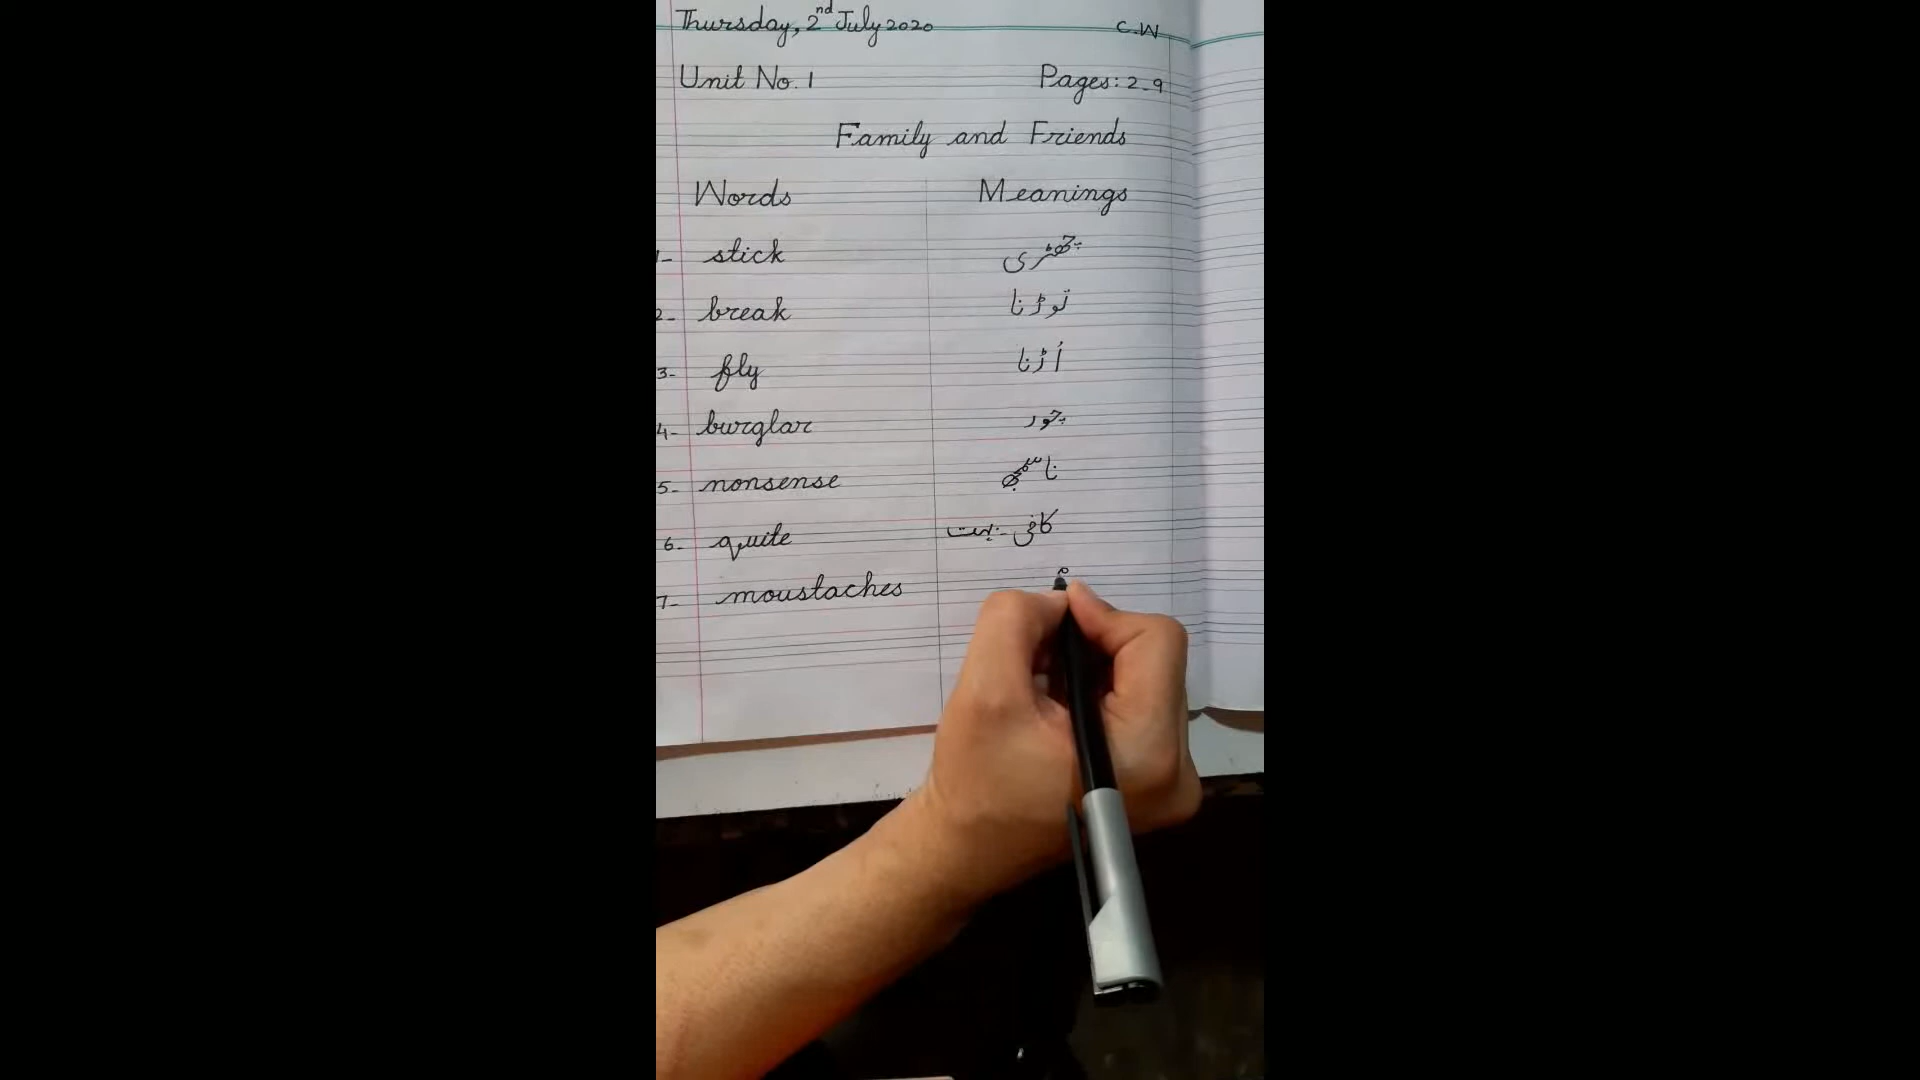 Thursday, 2nd July 2020 C.W
Unit No. 1 Pages: 2-9
Family and Friends
Words Meanings
1- stick چھڑی
2- break توڑنا
3- fly اُڑنا
4- burglar چور
5- nonsense ناسمجھ
6- quite کافی - بہت
7- moustaches